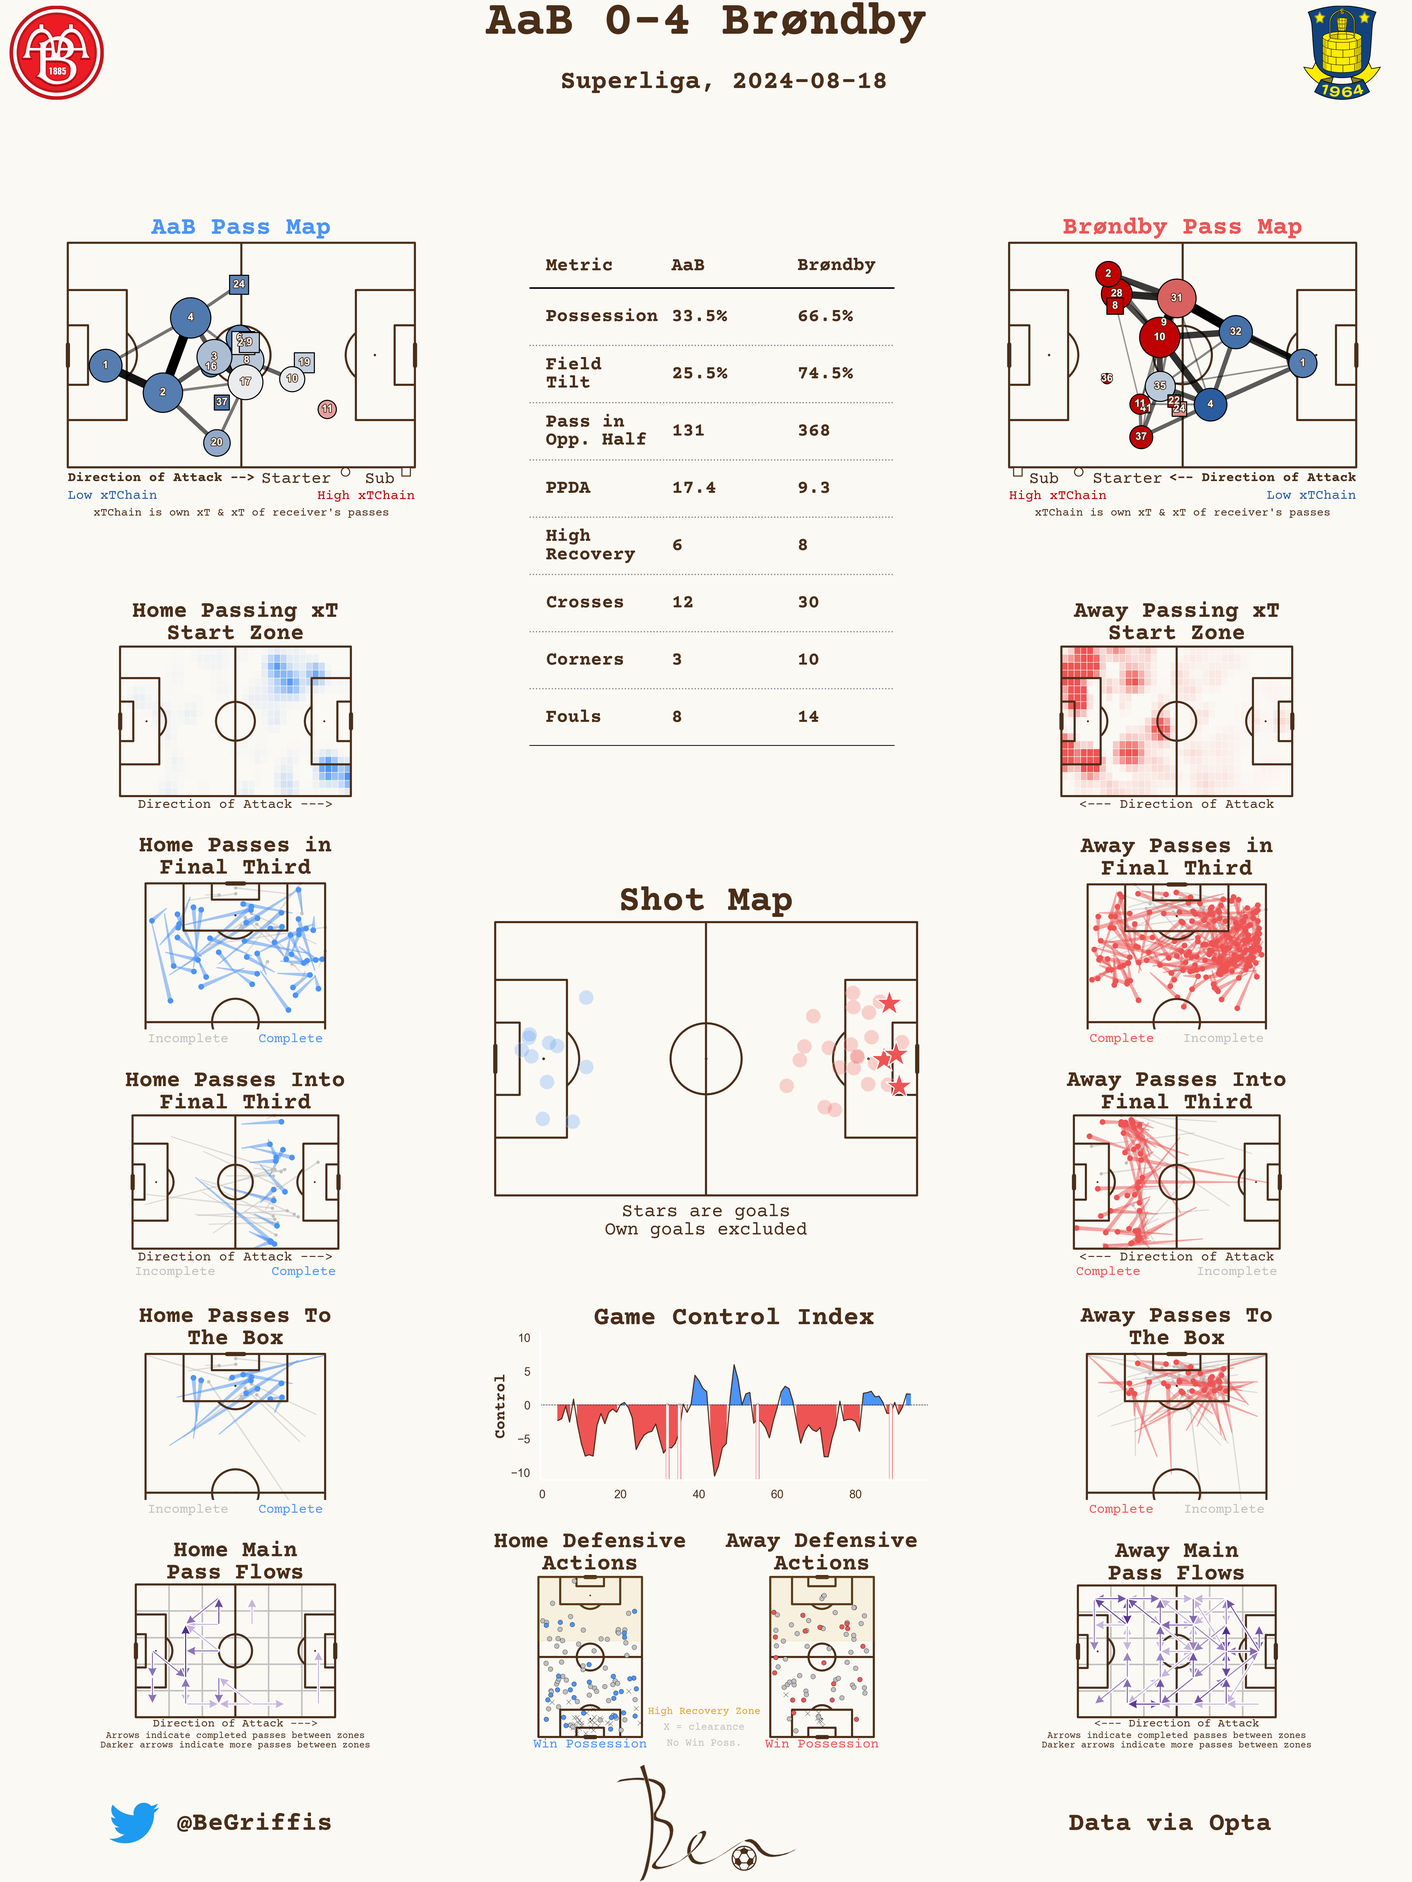 AaB 0-4 Brøndby
Superliga, 2024-08-18
1885
1964
AaB Pass Map
24
4
3
16
8
19
1
2
17
10
37
11
20
Direction of Attack --> Starter Sub
Low xTChain High xTChain
xTChain is own xT & xT of receiver's passes
Metric AaB Brøndby
Possession 33.5% 66.5%
Field
Tilt 25.5% 74.5%
Pass in
Opp. Half 131 368
PPDA 17.4 9.3
High
Recovery 6 8
Crosses 12 30
Corners 3 10
Fouls 8 14
Brøndby Pass Map
2
28
31
8
9
10
32
1
36
35
11
22
24
4
37
Sub Starter <-- Direction of Attack
High xTChain Low xTChain
xTChain is own xT & xT of receiver's passes
Home Passing xT
Start Zone
Direction of Attack --->
Away Passing xT
Start Zone
<--- Direction of Attack
Home Passes in
Final Third
Incomplete Complete
Away Passes in
Final Third
Complete Incomplete
Shot Map
Stars are goals
Own goals excluded
Home Passes Into
Final Third
Direction of Attack --->
Incomplete Complete
Away Passes Into
Final Third
<--- Direction of Attack
Complete Incomplete
Home Passes To
The Box
Incomplete Complete
Game Control Index
Control
10
5
0
−5
−10
0 20 40 60 80
Away Passes To
The Box
Complete Incomplete
Home Main
Pass Flows
Direction of Attack --->
Arrows indicate completed passes between zones
Darker arrows indicate more passes between zones
Home Defensive
Actions
Win Possession
High Recovery Zone
X = clearance
No Win Poss.
Away Defensive
Actions
Win Possession
Away Main
Pass Flows
<--- Direction of Attack
Arrows indicate completed passes between zones
Darker arrows indicate more passes between zones
@BeGriffis
Ben
Data via Opta